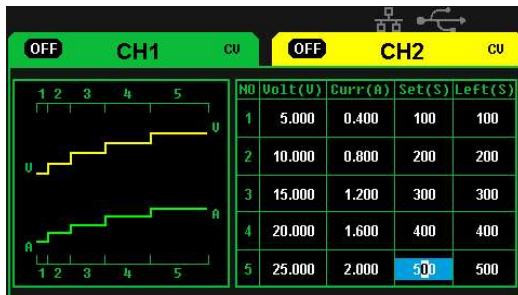 OFF CH1 CV OFF CH2 CV
1 2 3 4 5
V
V
A
A
1 2 3 4 5
NO Volt(V) Curr(A) Set(S) Left(S)
1 5.000 0.400 100 100
2 10.000 0.800 200 200
3 15.000 1.200 300 300
4 20.000 1.600 400 400
5 25.000 2.000 500 500